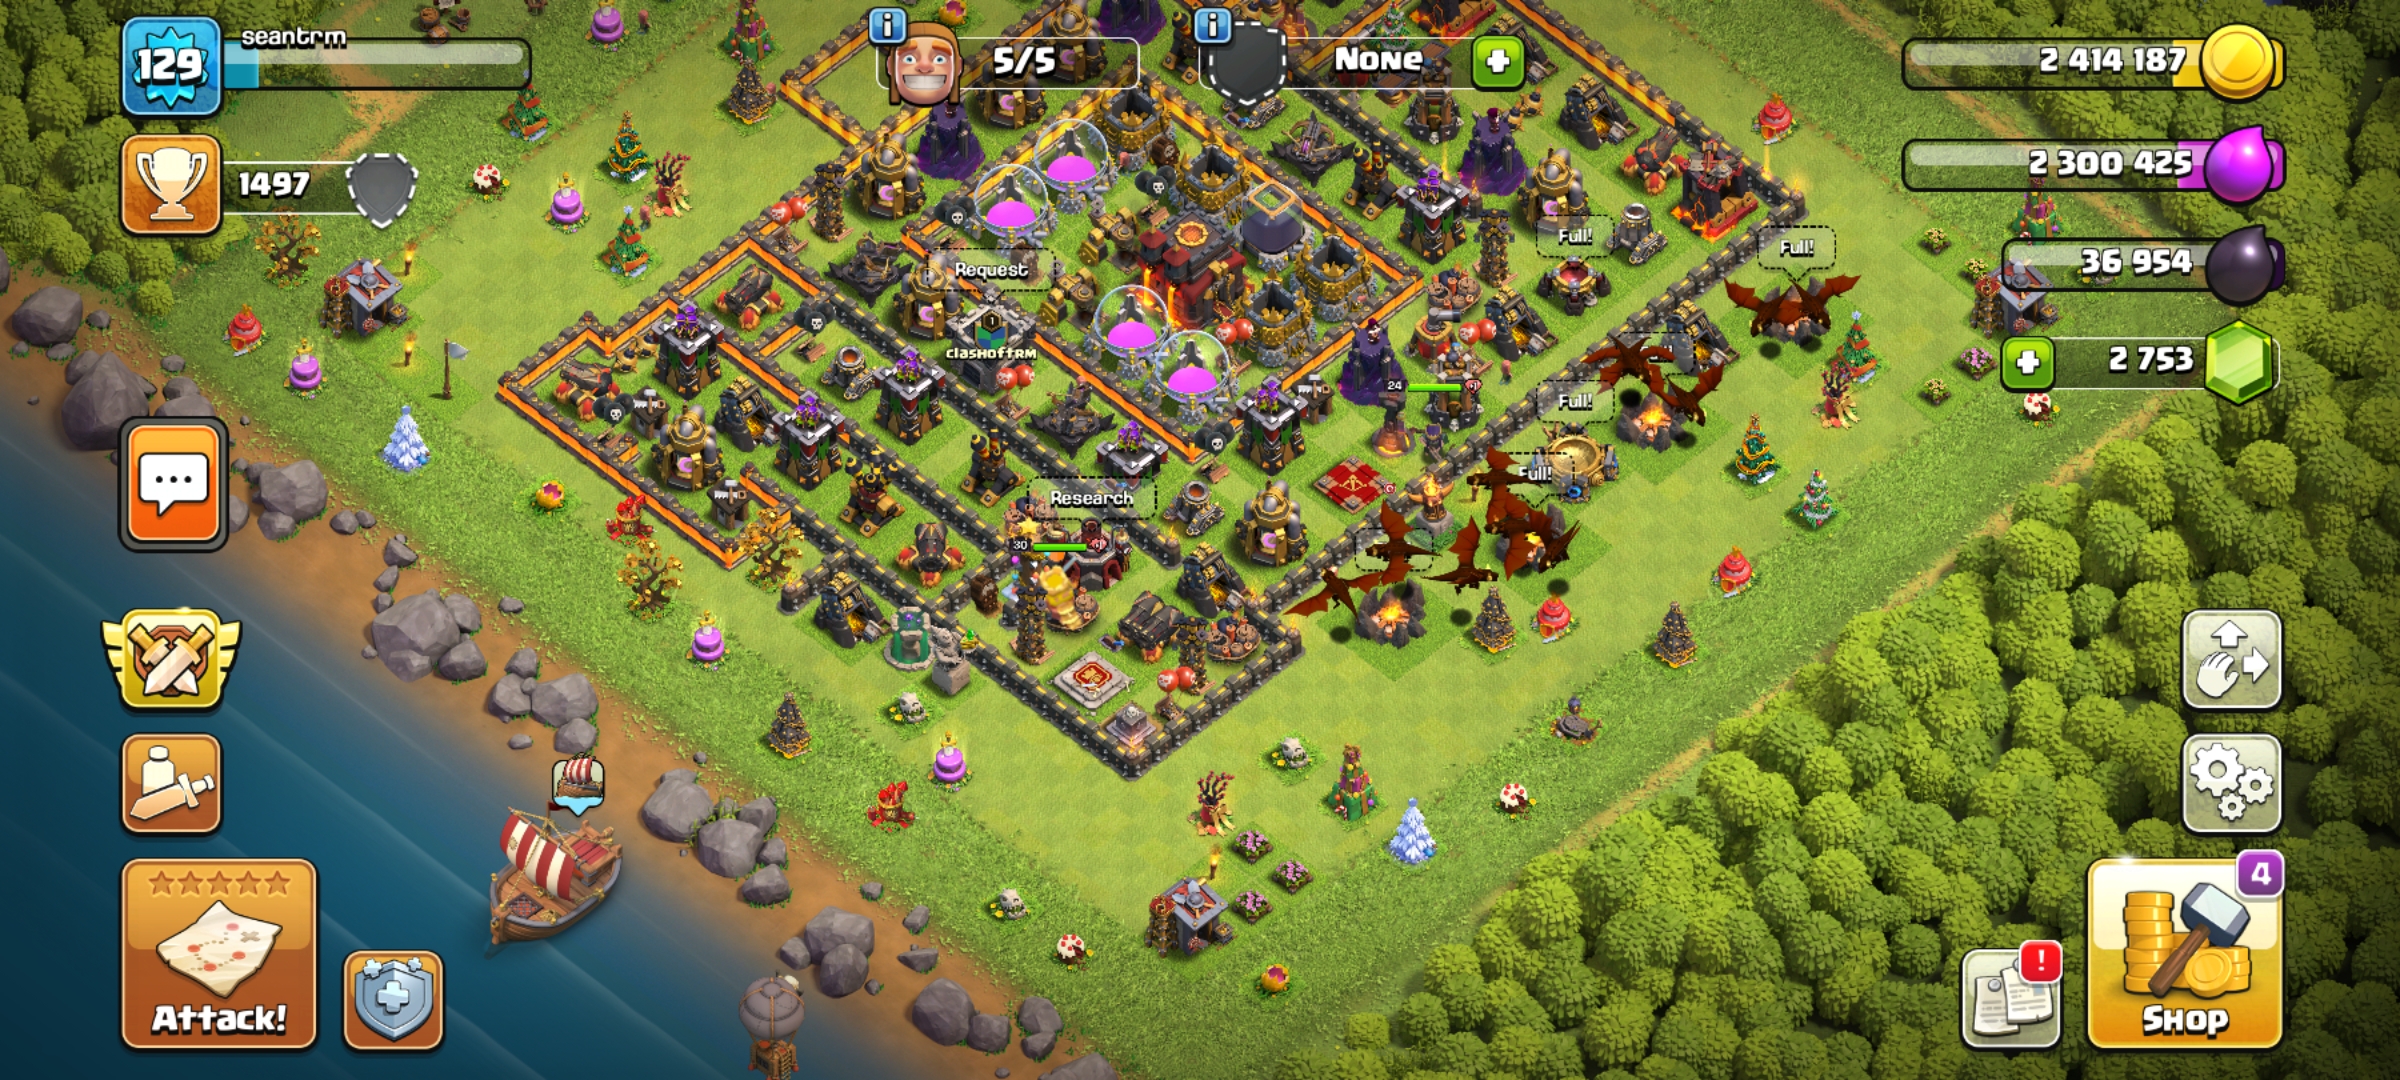 129
seantrm
5/5
None
2 414 187
1497
2 300 425
Full!
Full!
36 954
Request
1
clashoftrm
2 753
24
Full!
Full!
Research
30
4
Attack!
!
Shop